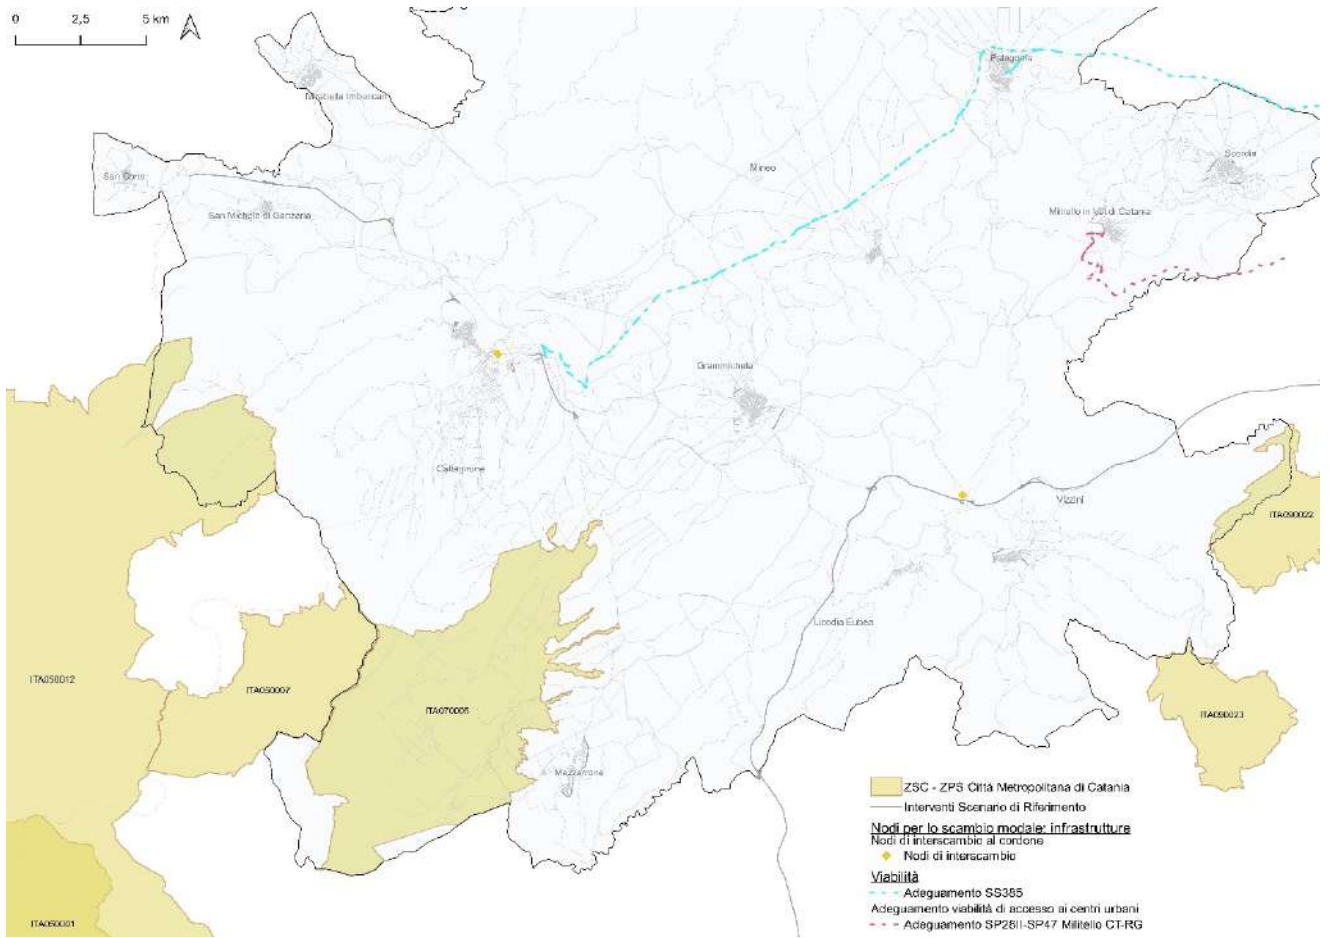 0 2,5 5 km
Palagonia
Mirabella Imbaccari
Mineo
Scordia
San Cono
San Michele di Ganzaria
Militello in Val di Catania
Grammichele
Caltagirone
Vizzini
ITA090022
Licodia Eubea
ITA050012
ITA050007
ITA070005
ITA090023
Mazzarrone
ZSC - ZPS Città Metropolitana di Catania
Interventi Scenario di Riferimento
Nodi per lo scambio modale: infrastrutture
Nodi di interscambio al cordone
Nodi di interscambio
Viabilità
Adeguamento SS385
Adeguamento viabilità di accesso ai centri urbani
Adeguamento SP28II-SP47 Militello CT-RG
ITA050001